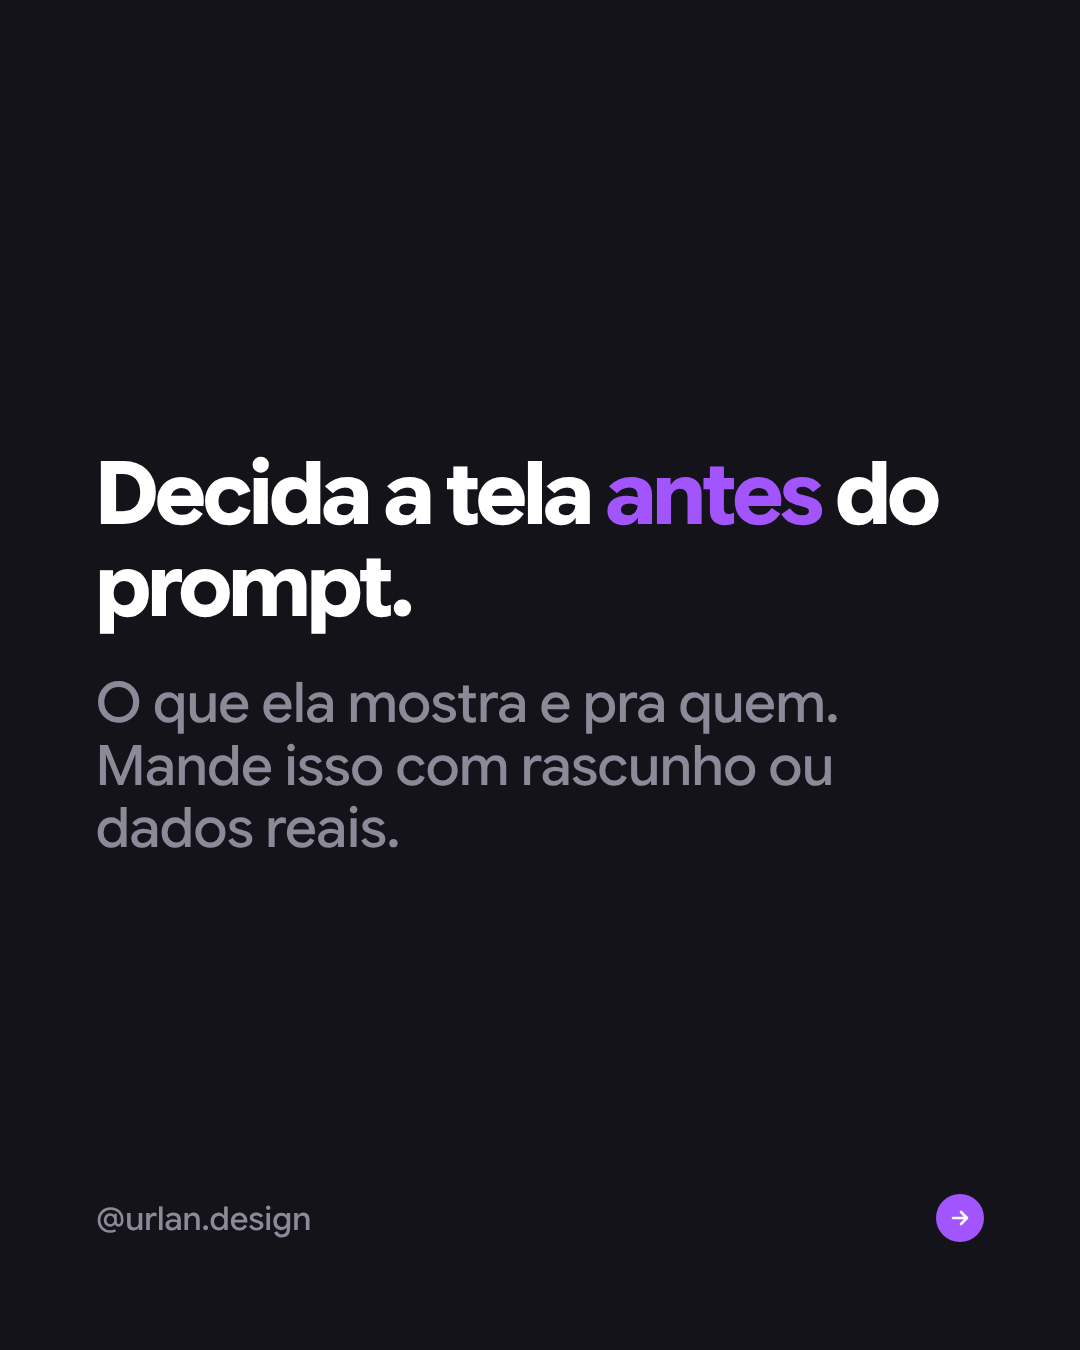 Decida a tela antes do
prompt.
O que ela mostra e pra quem.
Mande isso com rascunho ou
dados reais.
@urlan.design